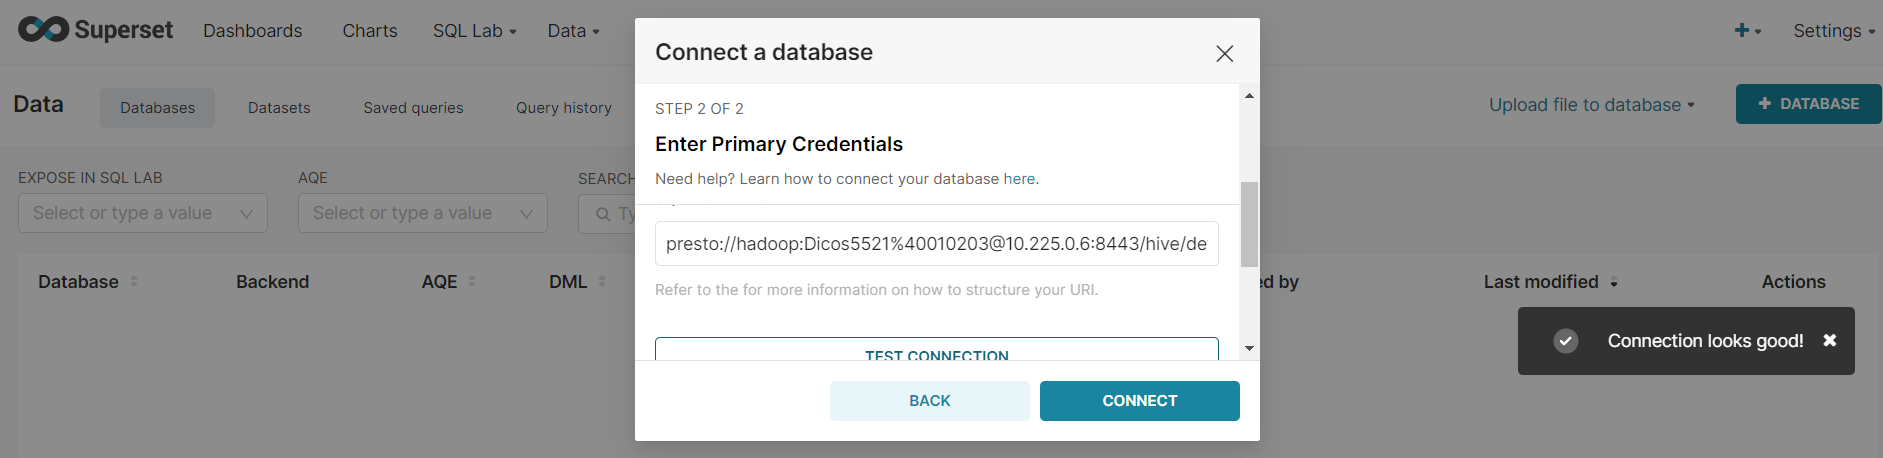 Superset Dashboards Charts SQL Lab Data Settings
Connect a database
Data Databases Datasets Saved queries Query history Upload file to database + DATABASE
STEP 2 OF 2
Enter Primary Credentials
Need help? Learn how to connect your database here.
EXPOSE IN SQL LAB AQE SEARCH
Select or type a value Select or type a value
presto://hadoop:Dicos5521%40010203@10.225.0.6:8443/hive/de
Refer to the for more information on how to structure your URI.
Database Backend AQE DML ed by Last modified Actions
Connection looks good!
TEST CONNECTION
BACK CONNECT